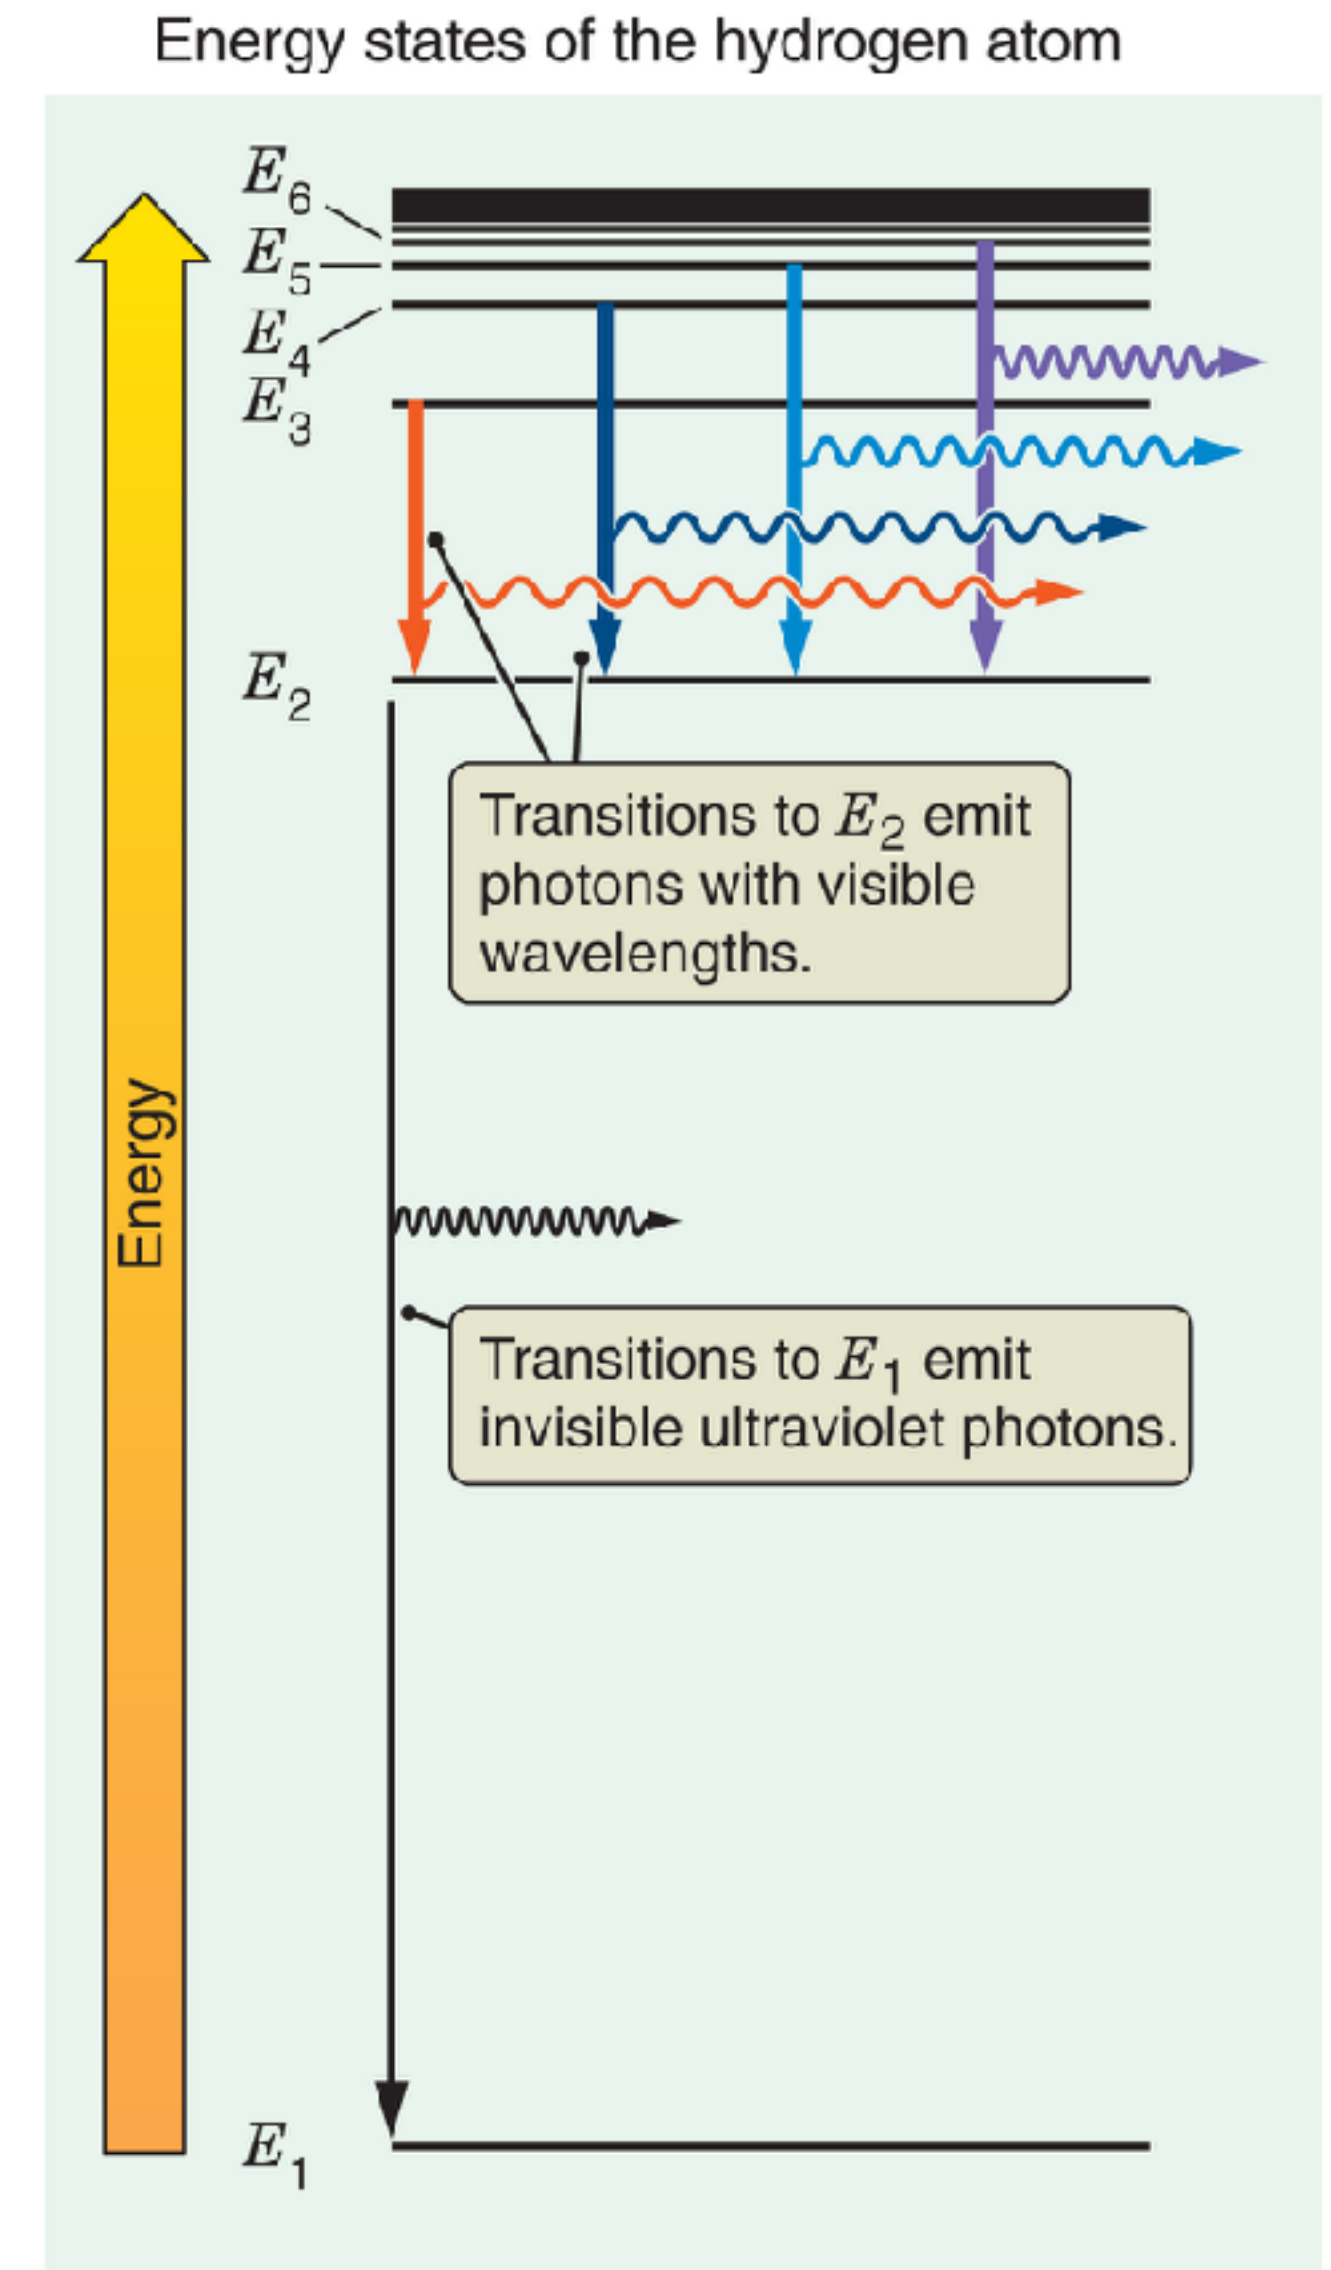 Energy states of the hydrogen atom
E6
E5
E4
E3
E2
Transitions to E2 emit
photons with visible
wavelengths.
Energy
Transitions to E1 emit
invisible ultraviolet photons.
E1